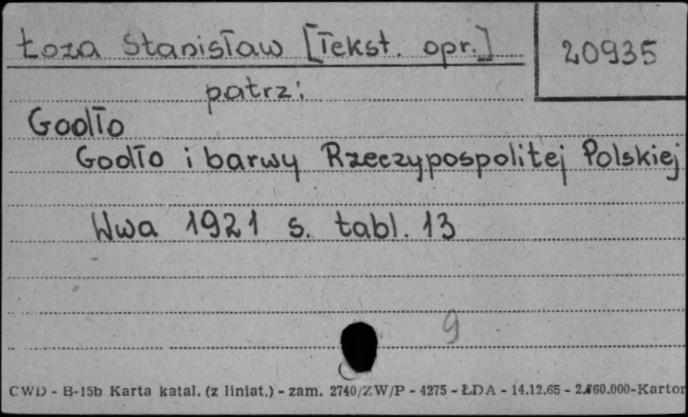 Łoza Stanisław [Tekst. opr.]
20935
patrz:
Godło
Godło i barwy Rzeczypospolitej Polskiej
Wwa 1921 s. tabl. 13
9
CWD - B-15b Karta katal. (z liniat.) - zam. 2740/ZW/P - 4275 - ŁDA - 14.12.65 - 2.860.000-Karton